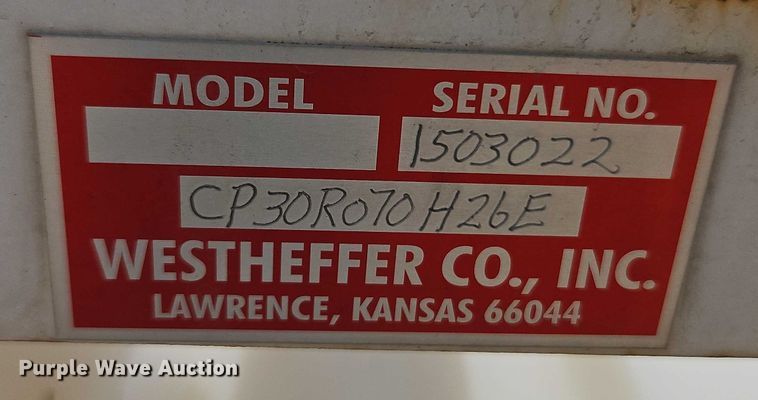 MODEL SERIAL NO.
1503022
CP30R070H26E
WESTHEFFER CO., INC.
LAWRENCE, KANSAS 66044
Purple Wave Auction